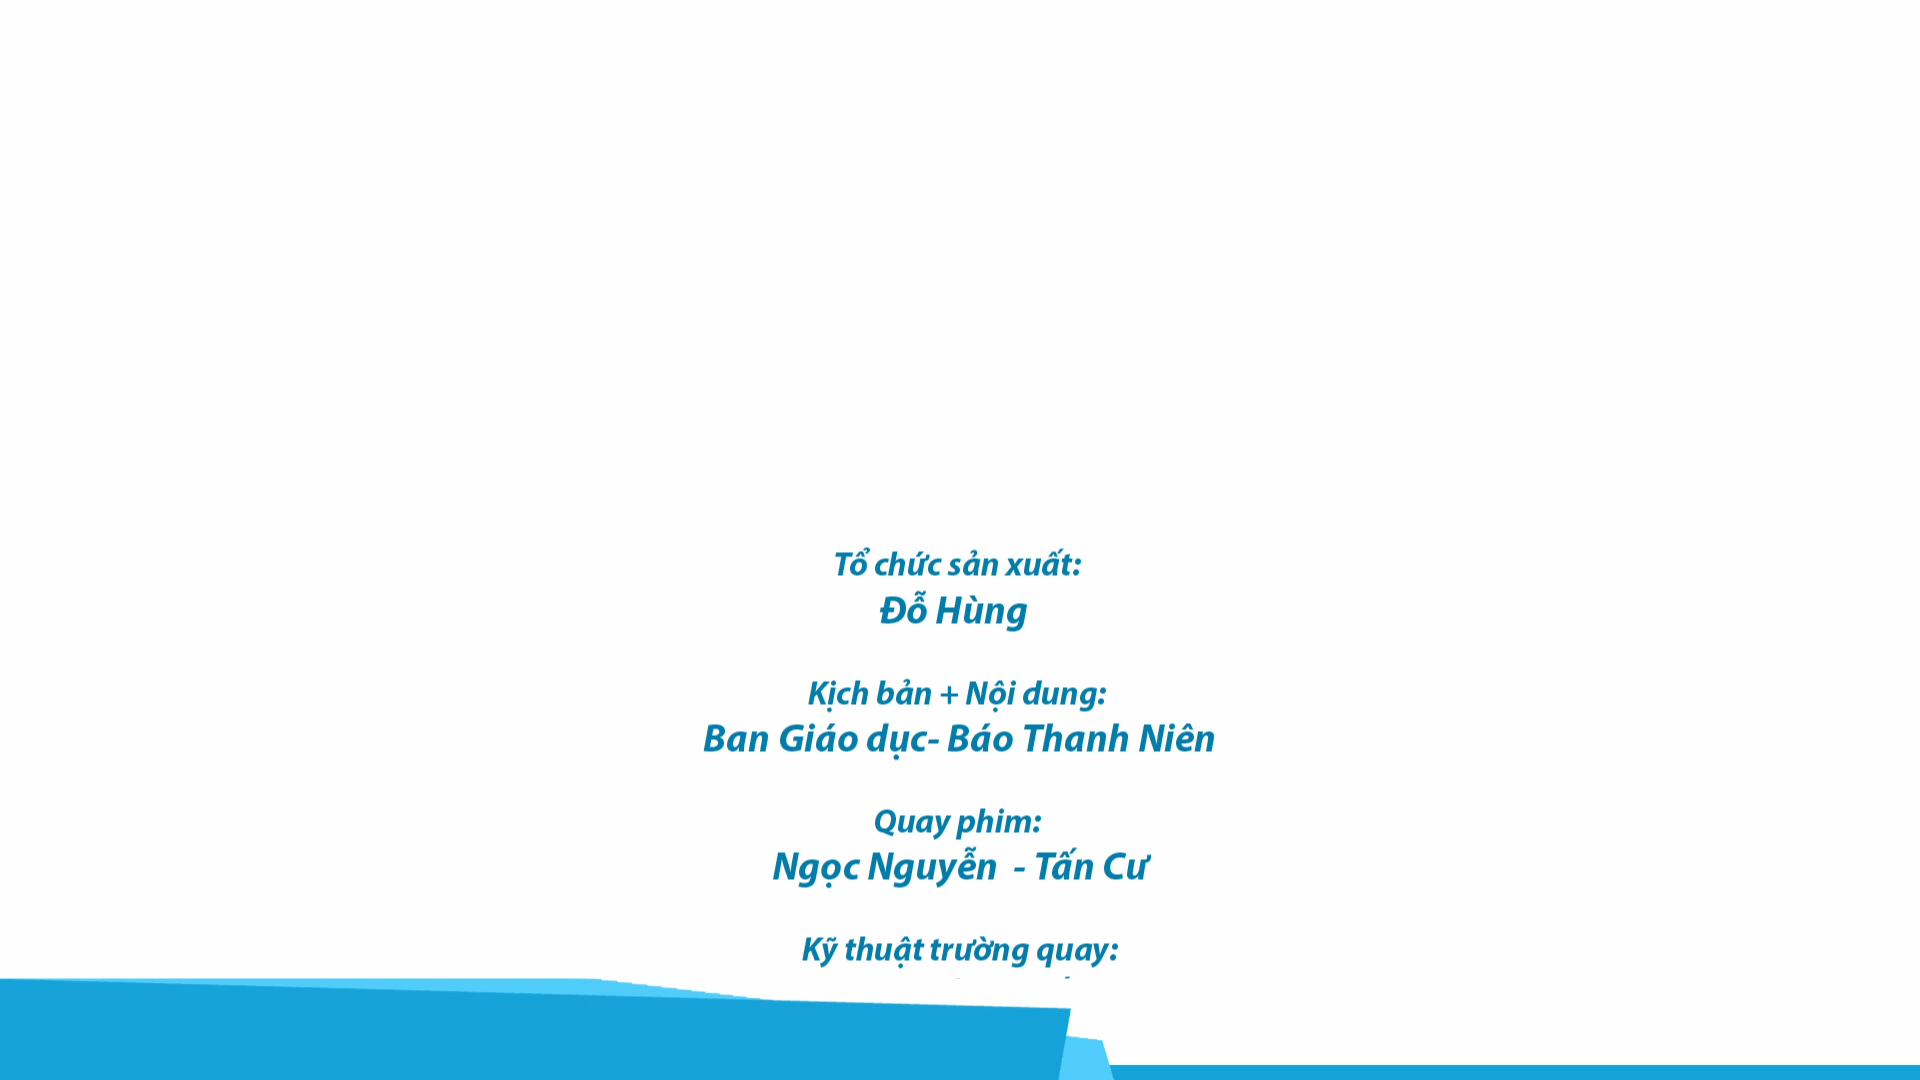 Tổ chức sản xuất:
Đỗ Hùng
Kịch bản + Nội dung:
Ban Giáo dục- Báo Thanh Niên
Quay phim:
Ngọc Nguyễn  - Tấn Cư
Kỹ thuật trường quay: